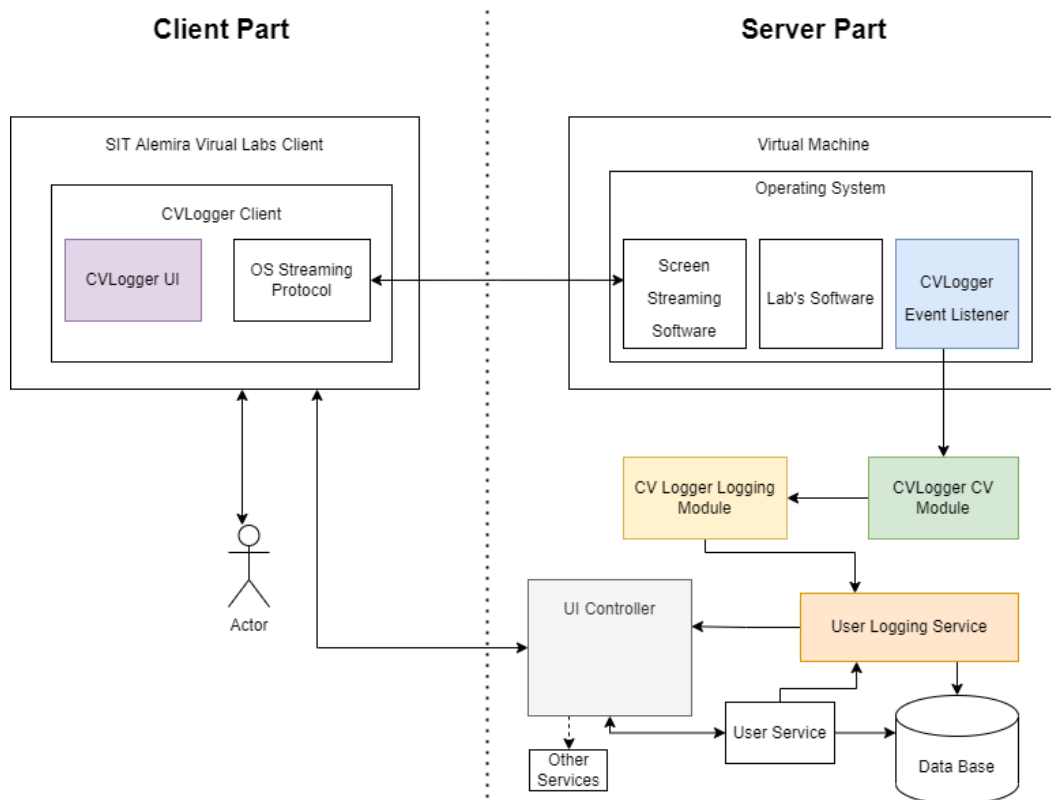 Client Part
Server Part
SIT Alemira Virual Labs Client
CVLogger Client
CVLogger UI
OS Streaming
Protocol
Virtual Machine
Operating System
Screen
Streaming
Software
Lab's Software
CVLogger
Event Listener
CV Logger Logging
Module
CVLogger CV
Module
Actor
UI Controller
User Logging Service
User Service
Other
Services
Data Base